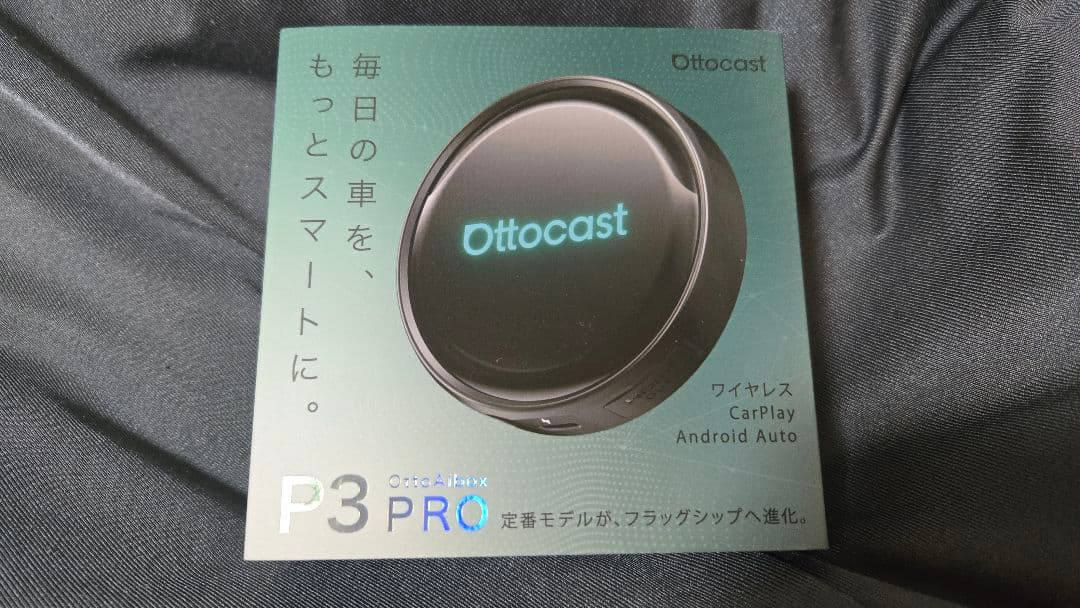 毎日の車を、
もっとスマートに。
Ottocast
Ottocast
ワイヤレス
CarPlay
Android Auto
P3 OttoAibox PRO
定番モデルが、フラッグシップへ進化。